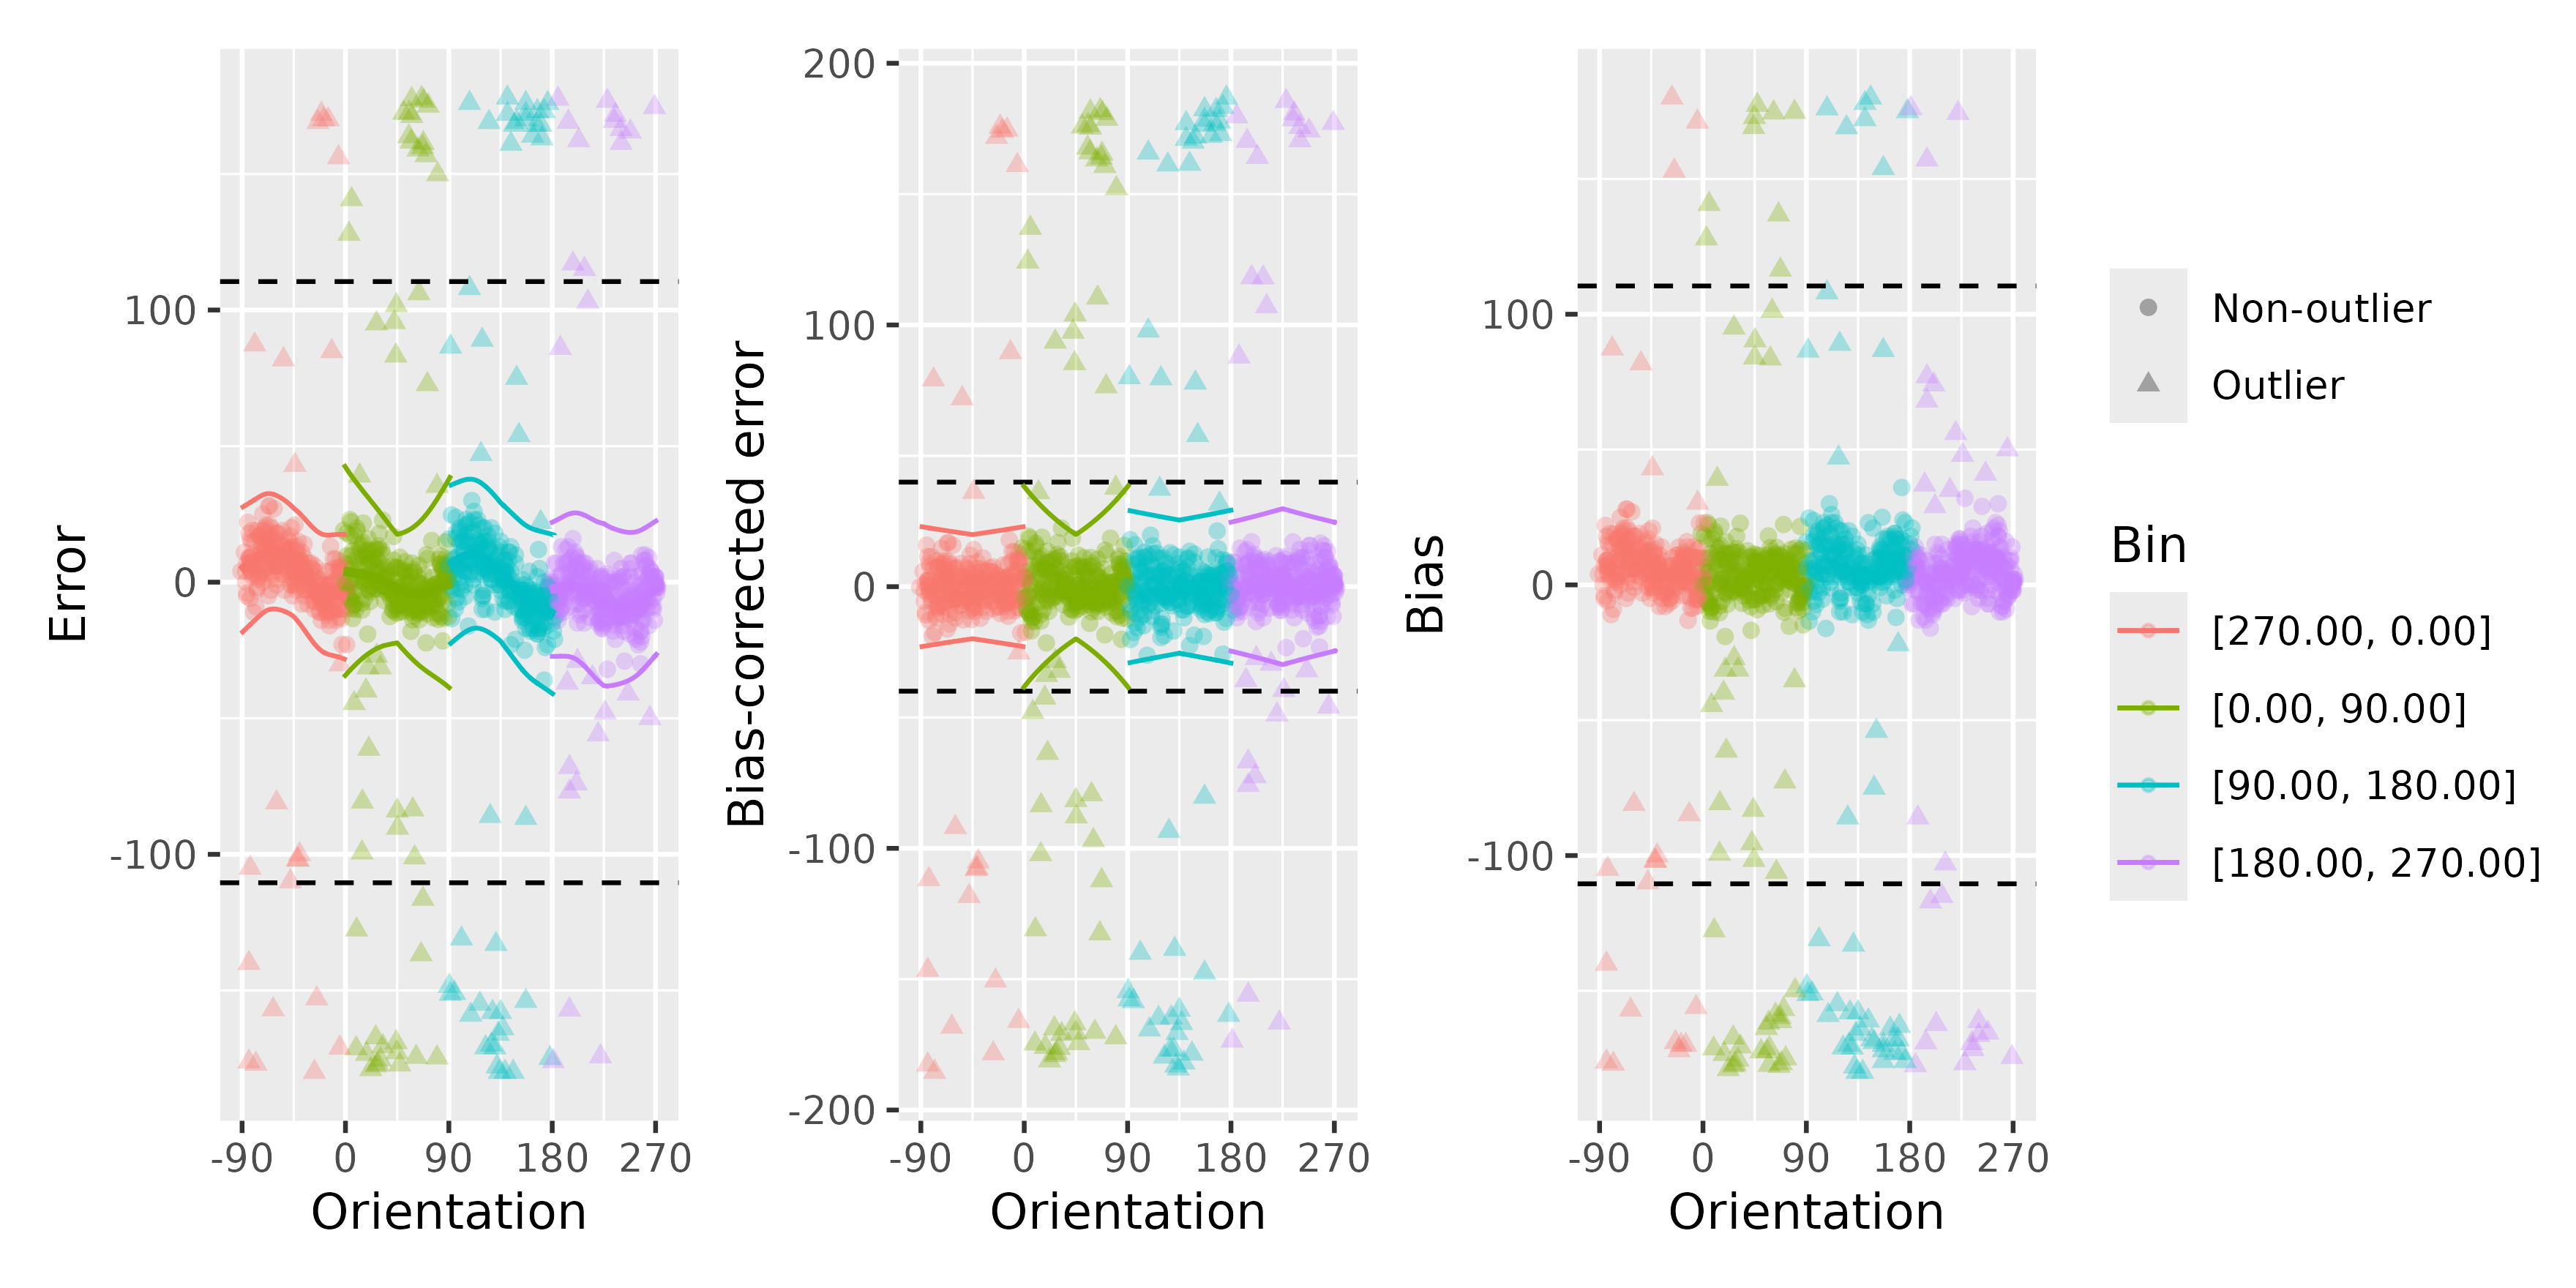 Error
100
0
-100
-90 0 90 180 270
Orientation
Bias-corrected error
200
100
0
-100
-200
-90 0 90 180 270
Orientation
Bias
100
0
-100
-90 0 90 180 270
Orientation
Non-outlier
Outlier
Bin
[270.00, 0.00]
[0.00, 90.00]
[90.00, 180.00]
[180.00, 270.00]